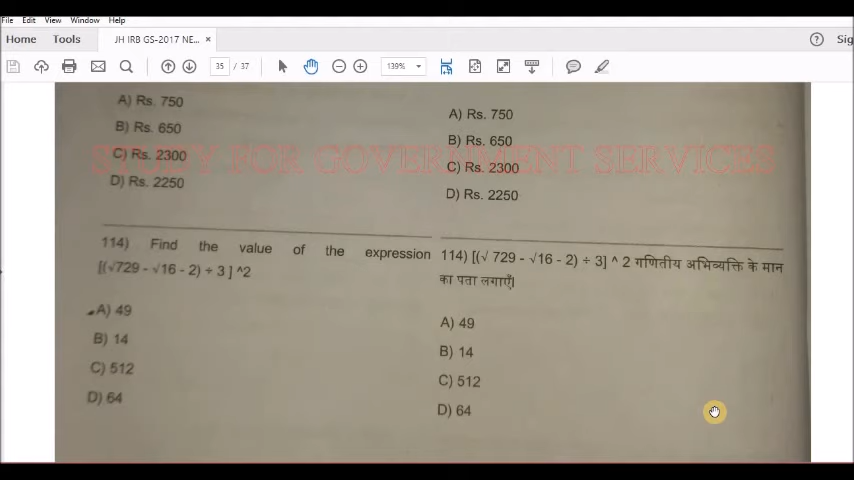 File Edit View Window Help
Home Tools JH IRB GS-2017 NE... × Sig
35 / 37 139%
A) Rs. 750
B) Rs. 650
C) Rs. 2300
D) Rs. 2250
A) Rs. 750
B) Rs. 650
C) Rs. 2300
D) Rs. 2250
STUDY FOR GOVERNMENT SERVICES
114) Find the value of the expression
[(√729 - √16 - 2) ÷ 3 ] ^2
A) 49
B) 14
C) 512
D) 64
114) [(√ 729 - √16 - 2) ÷ 3] ^ 2 गणितीय अभिव्यक्ति के मान
का पता लगाएँ।
A) 49
B) 14
C) 512
D) 64